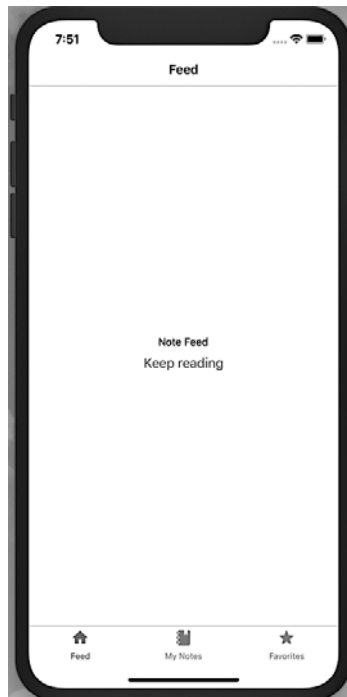 7:51
Feed
Note Feed
Keep reading
Feed
My Notes
Favorites